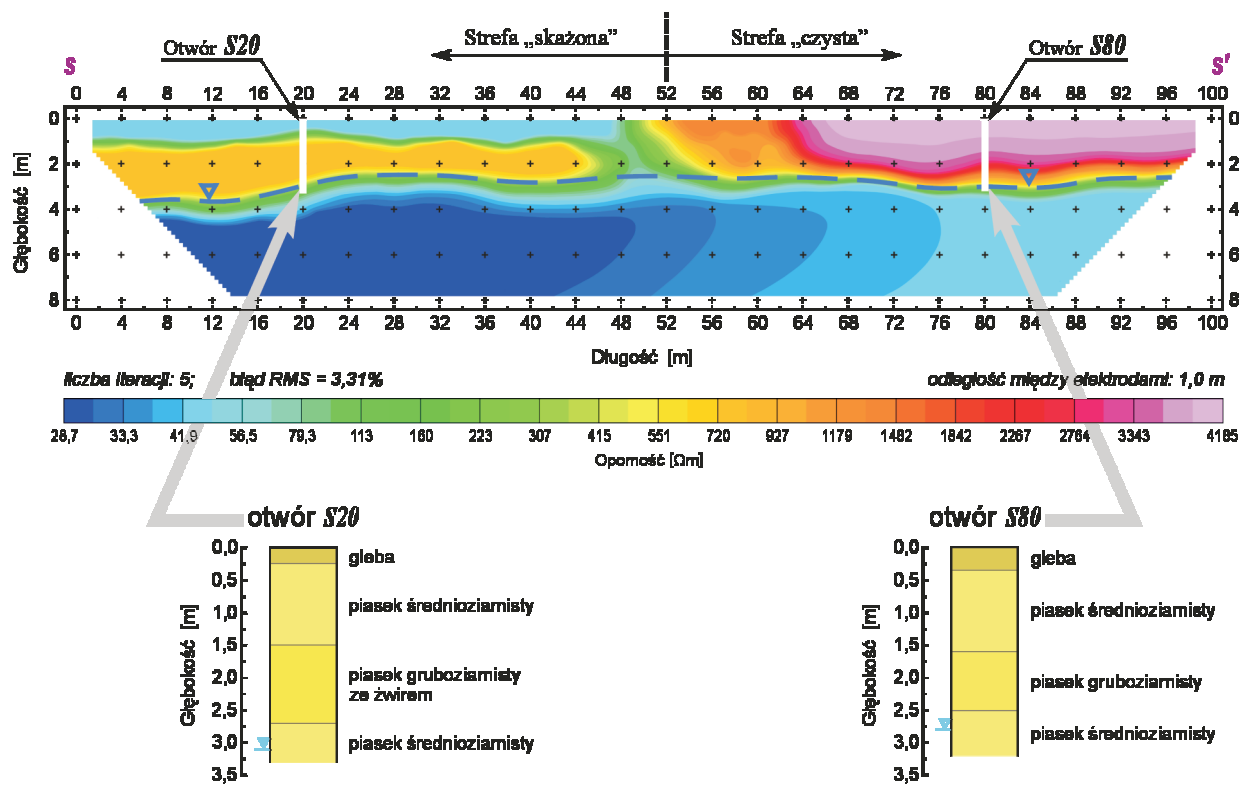 Strefa „skażona”
Strefa „czysta”
Otwór S20
Otwór S80
S
S'
0 4 8 12 16 20 24 28 32 36 40 44 48 52 56 60 64 68 72 76 80 84 88 92 96 100
0 0
2 2
4 4
6 6
8 8
Głębokość [m]
0 4 8 12 16 20 24 28 32 36 40 44 48 52 56 60 64 68 72 76 80 84 88 92 96 100
Długość [m]
liczba iteracji: 5; błąd RMS = 3,31%
odległość między elektrodami: 1,0 m
28,7 33,3 41,9 56,5 79,3 113 160 223 307 415 551 720 927 1179 1482 1842 2267 2764 3343 4185
Oporność [Ωm]
otwór S20
0,0
0,5
1,0
1,5
2,0
2,5
3,0
3,5
Głębokość [m]
gleba
piasek średnioziarnisty
piasek gruboziarnisty
ze żwirem
piasek średnioziarnisty
otwór S80
0,0
0,5
1,0
1,5
2,0
2,5
3,0
3,5
Głębokość [m]
gleba
piasek średnioziarnisty
piasek gruboziarnisty
piasek średnioziarnisty